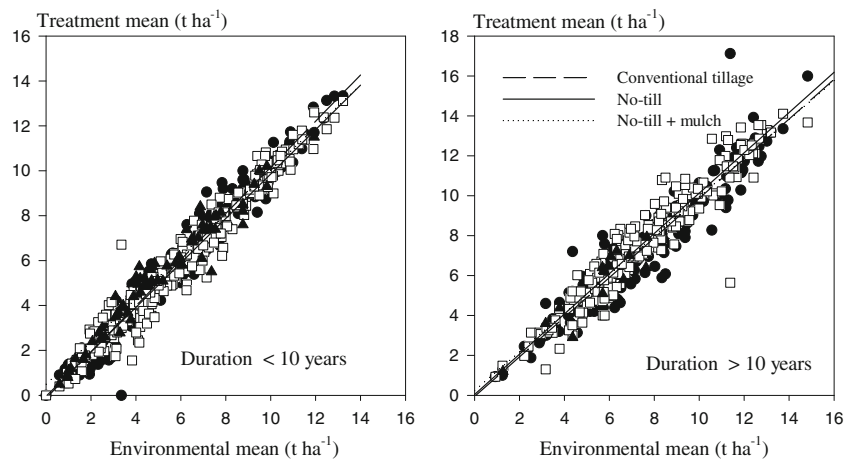 Treatment mean (t ha⁻¹)
16
14
12
10
8
6
4
2
0
0 2 4 6 8 10 12 14 16
Duration < 10 years
Environmental mean (t ha⁻¹)
Treatment mean (t ha⁻¹)
18
16
14
12
10
8
6
4
2
0
0 2 4 6 8 10 12 14 16
Conventional tillage
No-till
No-till + mulch
Duration > 10 years
Environmental mean (t ha⁻¹)